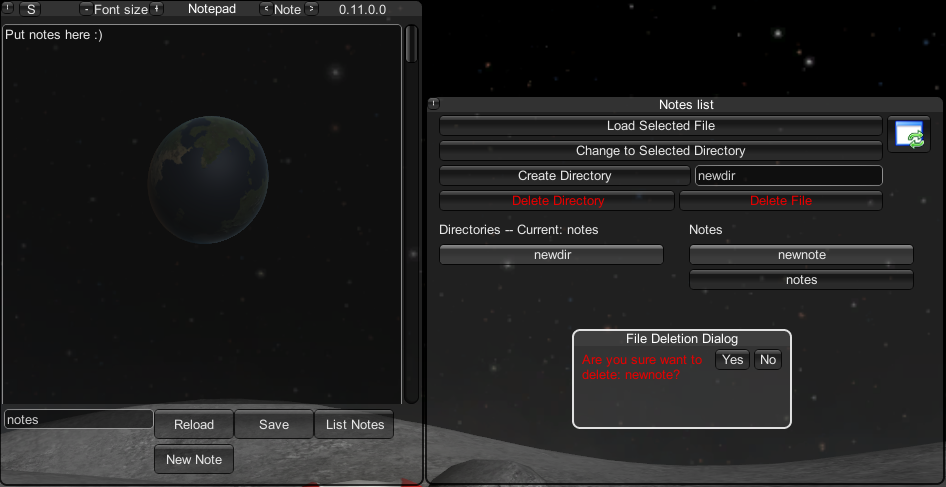 ! S - Font size + Notepad < Note > 0.11.0.0
Put notes here :)
notes
Reload Save List Notes
New Note
! Notes list
Load Selected File
Change to Selected Directory
Create Directory newdir
Delete Directory Delete File
Directories -- Current: notes Notes
newdir newnote
notes
File Deletion Dialog
Are you sure want to Yes No
delete: newnote?